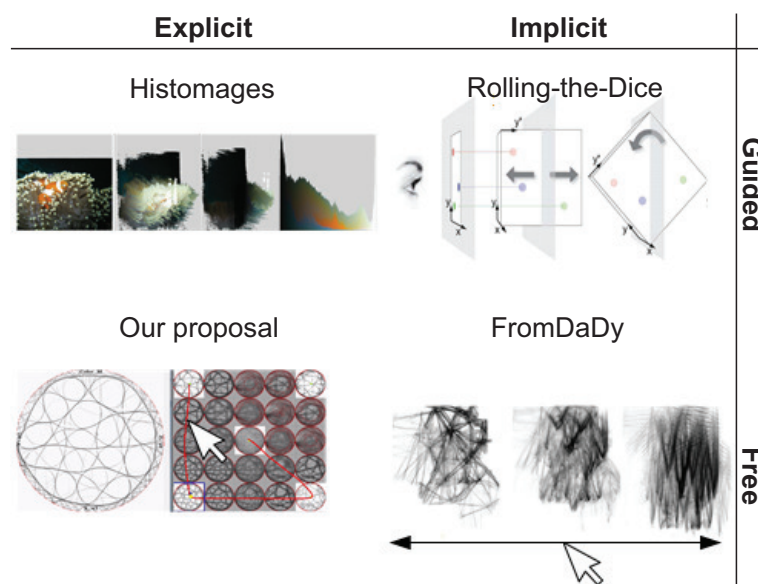 Explicit
Implicit
Histomages
Rolling-the-Dice
Guided
y"
y"
y'
y'
x
x
y'
x
Our proposal
FromDaDy
Free